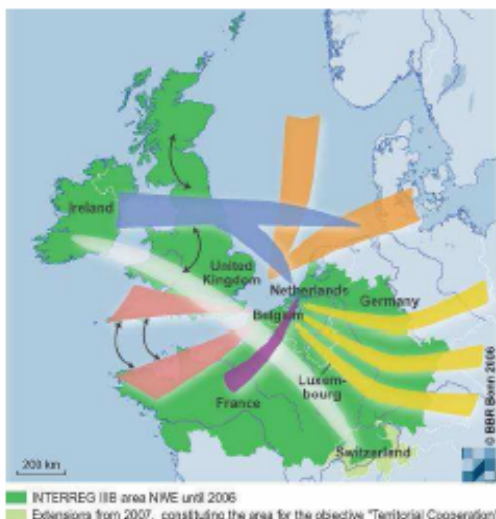 Ireland
United
Kingdom
Netherlands
Belgium
Germany
Luxem-
bourg
France
Switzerland
200 km
© BBR Bonn 2006
INTERREG IIIB area NWE until 2006
Extensions from 2007, constituting the area for the objective "Territorial Cooperation